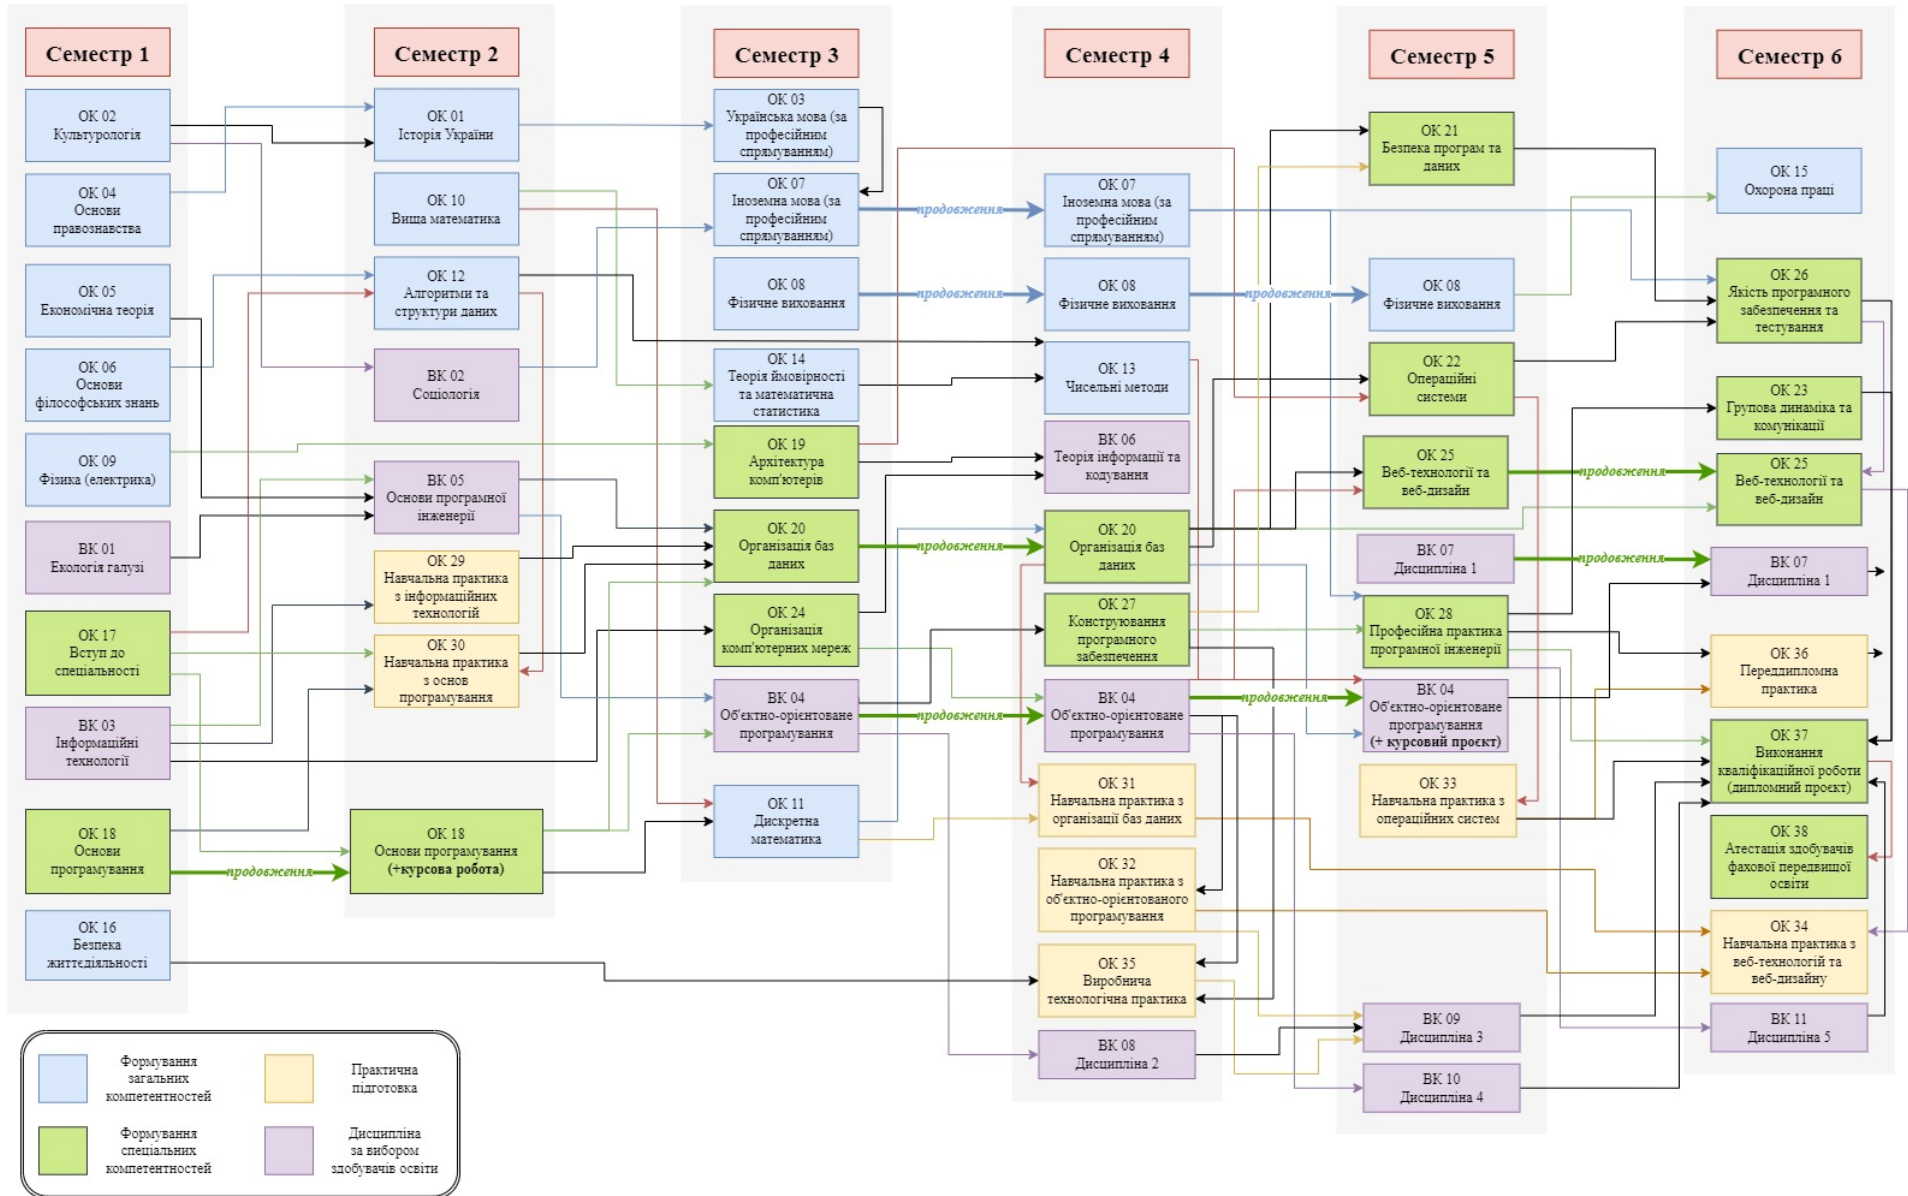 Семестр 1
ОК 02
Культурологія
ОК 04
Основи
правознавства
ОК 05
Економічна теорія
ОК 06
Основи
філософських знань
ОК 09
Фізика (електрика)
ВК 01
Екологія галузі
ОК 17
Вступ до
спеціальності
ВК 03
Інформаційні
технології
ОК 18
Основи
програмування
ОК 16
Безпека
життєдіяльності
продовження
Семестр 2
ОК 01
Історія України
ОК 10
Вища математика
ОК 12
Алгоритми та
структури даних
ВК 02
Соціологія
ВК 05
Основи програмної
інженерії
ОК 29
Навчальна практика
з інформаційних
технологій
ОК 30
Навчальна практика
з основ
програмування
ОК 18
Основи програмування
(+курсова робота)
Семестр 3
ОК 03
Українська мова (за
професійним
спрямуванням)
ОК 07
Іноземна мова (за
професійним
спрямуванням)
ОК 08
Фізичне виховання
ОК 14
Теорія ймовірності
та математична
статистика
ОК 19
Архітектура
комп'ютерів
ОК 20
Організація баз
даних
ОК 24
Організація
комп'ютерних мереж
ВК 04
Об'єктно-орієнтоване
програмування
ОК 11
Дискретна
математика
продовження
продовження
продовження
продовження
Семестр 4
ОК 07
Іноземна мова (за
професійним
спрямуванням)
ОК 08
Фізичне виховання
ОК 13
Чисельні методи
ВК 06
Теорія інформації та
кодування
ОК 20
Організація баз
даних
ОК 27
Конструювання
програмного
забезпечення
ВК 04
Об'єктно-орієнтоване
програмування
ОК 31
Навчальна практика з
організації баз даних
ОК 32
Навчальна практика з
об'єктно-орієнтованого
програмування
ОК 35
Виробнича
технологічна практика
ВК 08
Дисципліна 2
продовження
продовження
Семестр 5
ОК 21
Безпека програм та
даних
ОК 08
Фізичне виховання
ОК 22
Операційні
системи
ОК 25
Веб-технології та
веб-дизайн
ВК 07
Дисципліна 1
ОК 28
Професійна практика
програмної інженерії
ВК 04
Об'єктно-орієнтоване
програмування
(+ курсовий проєкт)
ОК 33
Навчальна практика з
операційних систем
ВК 09
Дисципліна 3
ВК 10
Дисципліна 4
продовження
продовження
Семестр 6
ОК 15
Охорона праці
ОК 26
Якість програмного
забезпечення та
тестування
ОК 23
Групова динаміка та
комунікації
ОК 25
Веб-технології та
веб-дизайн
ВК 07
Дисципліна 1
ОК 36
Переддипломна
практика
ОК 37
Виконання
кваліфікаційної роботи
(дипломний проєкт)
ОК 38
Атестація здобувачів
фахової передвищої
освіти
ОК 34
Навчальна практика з
веб-технологій та
веб-дизайну
ВК 11
Дисципліна 5
Формування
загальних
компетентностей
Практична
підготовка
Формування
спеціальних
компетентностей
Дисципліна
за вибором
здобувачів освіти